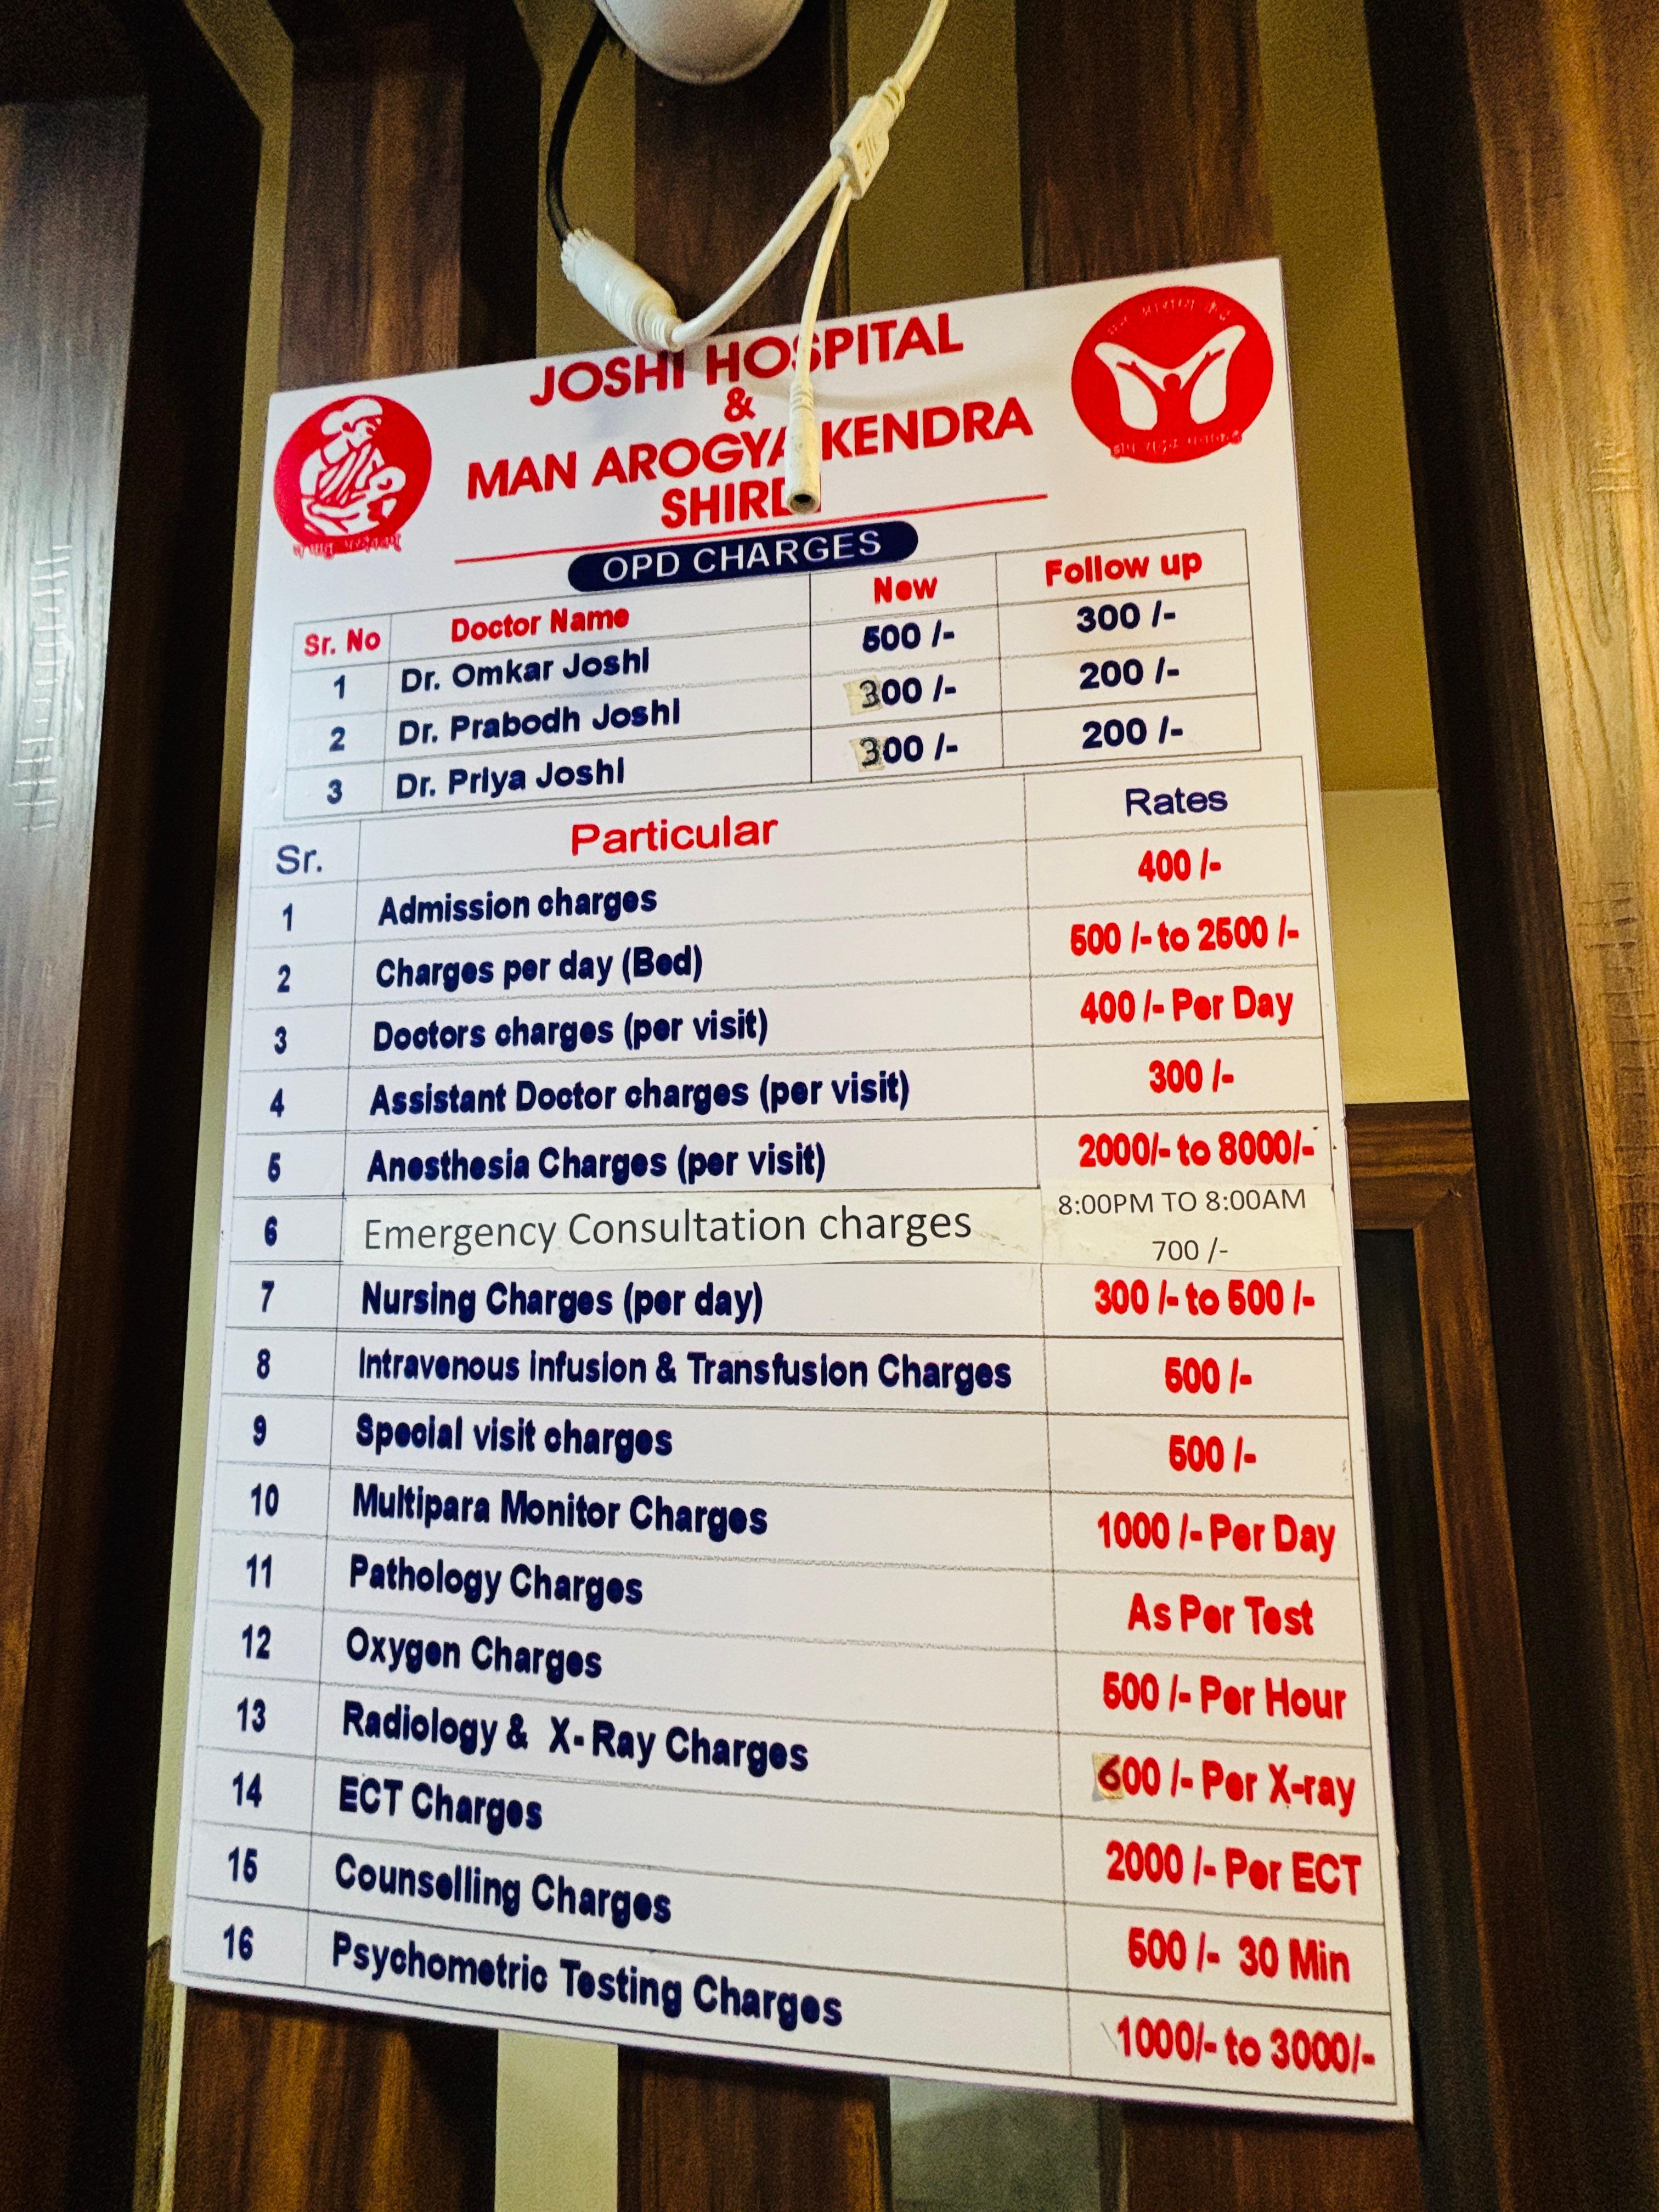 JOSHI HOSPITAL
&
MAN AROGYA KENDRA
OPD CHARGES
Sr. No Doctor Name New Follow up
1 Dr. Omkar Joshi 500 /- 300 /-
2 Dr. Prabodh Joshi 300 /- 200 /-
3 Dr. Priya Joshi 300 /- 200 /-
Sr. Particular Rates
1 Admission charges 400 /-
2 Charges per day (Bed) 500 /- to 2500 /-
3 Doctors charges (per visit) 400 /- Per Day
4 Assistant Doctor charges (per visit) 300 /-
5 Anesthesia Charges (per visit) 2000/- to 8000/-
6 Emergency Consultation charges 8:00PM TO 8:00AM
700 /-
7 Nursing Charges (per day) 300 /- to 500 /-
8 Intravenous infusion & Transfusion Charges 500 /-
9 Special visit charges 500 /-
10 Multipara Monitor Charges 1000 /- Per Day
11 Pathology Charges As Per Test
12 Oxygen Charges 500 /- Per Hour
13 Radiology & X- Ray Charges 600 /- Per X-ray
14 ECT Charges 2000 /- Per ECT
15 Counselling Charges 500 /- 30 Min
16 Psychometric Testing Charges 1000/- to 3000/-